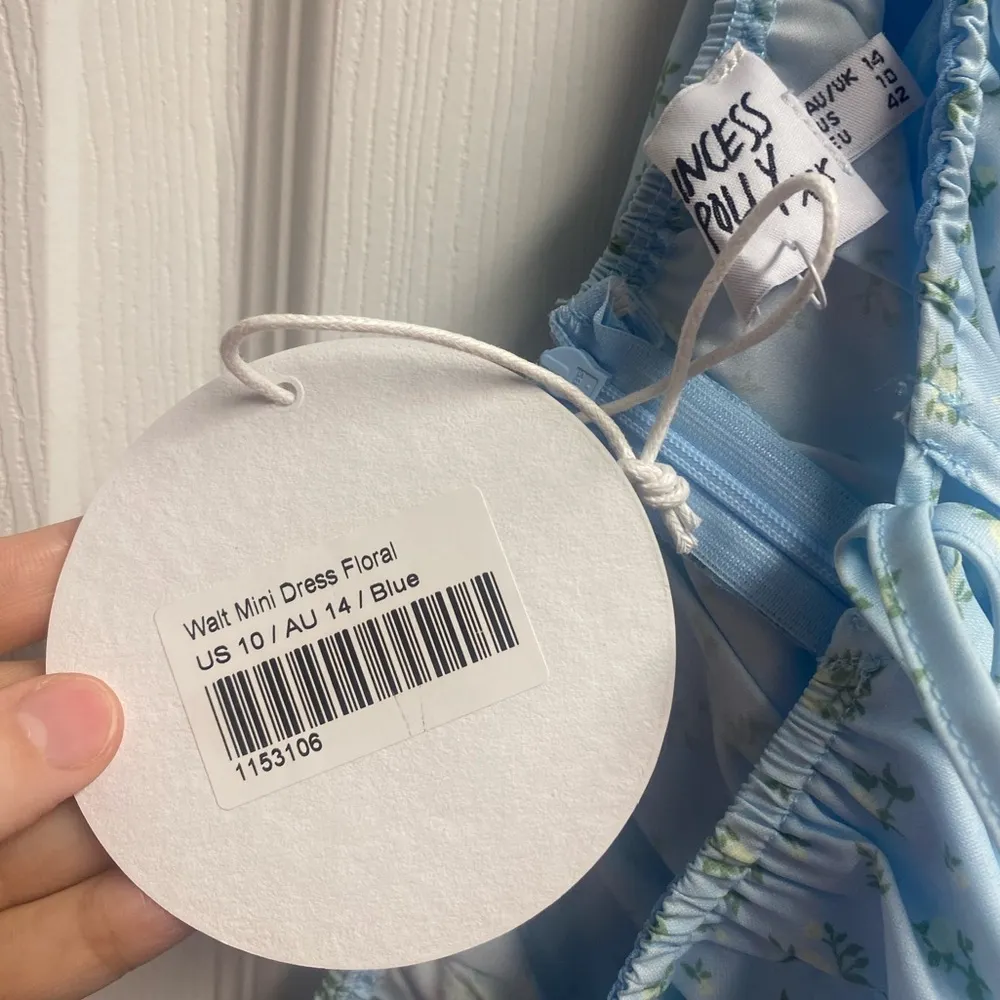 INCESS
POLLY
AU/UK 14
US 10
EU 42
Walt Mini Dress Floral
US 10 / AU 14 / Blue
1153106